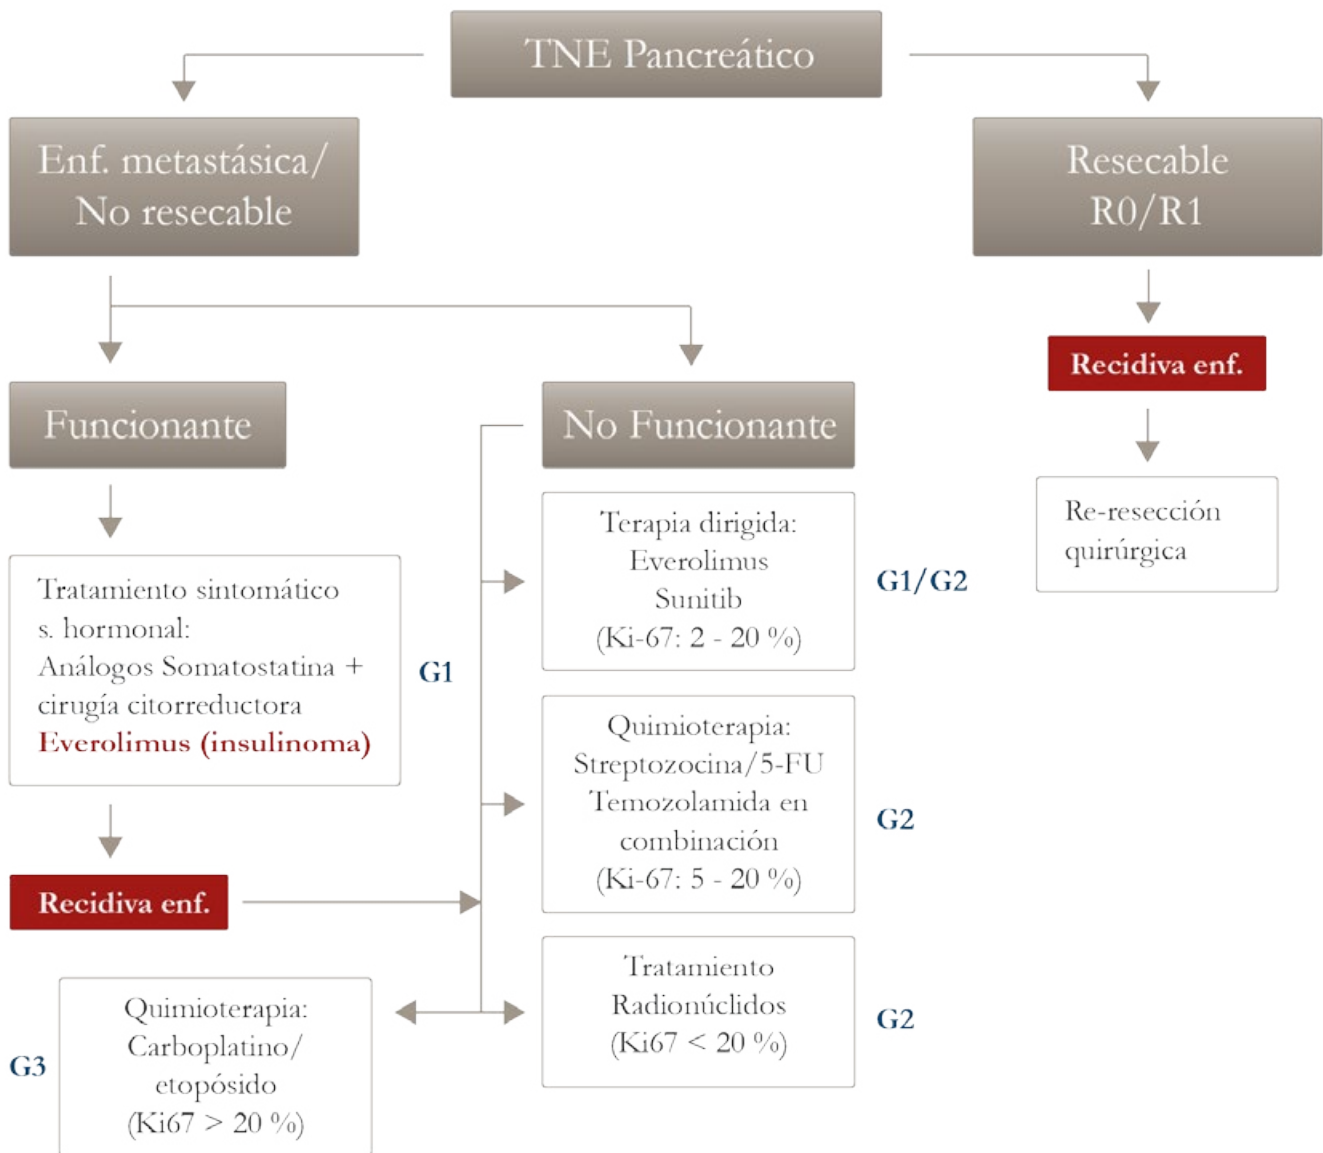 TNE Pancreático
Enf. metastásica/
No resecable
Resecable
R0/R1
Recidiva enf.
Re-resección
quirúrgica
Funcionante
No Funcionante
Tratamiento sintomático
s. hormonal:
Análogos Somatostatina +
cirugía citorreductora
Everolimus (insulinoma)
G1
Recidiva enf.
Terapia dirigida:
Everolimus
Sunitib
(Ki-67: 2 - 20 %)
G1/G2
Quimioterapia:
Streptozocina/5-FU
Temozolamida en
combinación
(Ki-67: 5 - 20 %)
G2
Tratamiento
Radionúclidos
(Ki67 < 20 %)
G2
Quimioterapia:
Carboplatino/
etopósido
(Ki67 > 20 %)
G3